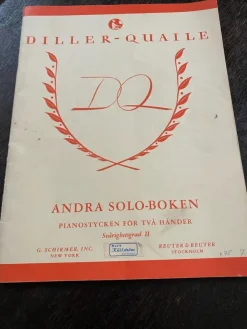 DILLER-QUAILE
DQ
ANDRA SOLO-BOKEN
PIANOSTYCKEN FÖR TVÅ HÄNDER
Svårighetsgrad II
G. SCHIRMER, INC.
NEW YORK
REUTER & REUTER
STOCKHOLM